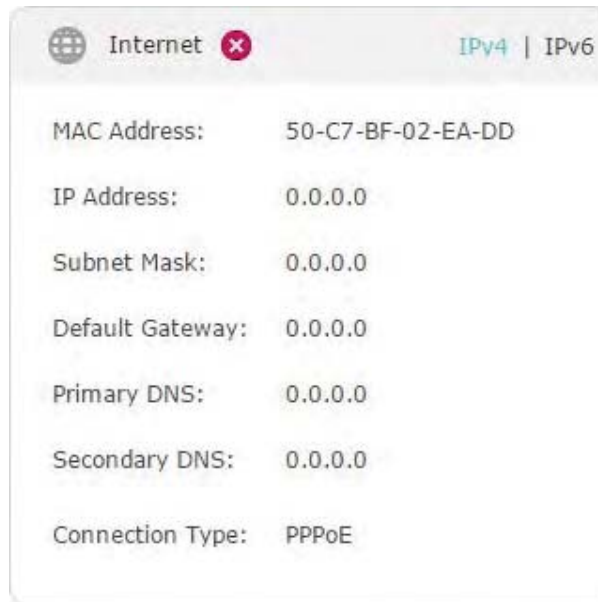 Internet IPv4 | IPv6
MAC Address: 50-C7-BF-02-EA-DD
IP Address: 0.0.0.0
Subnet Mask: 0.0.0.0
Default Gateway: 0.0.0.0
Primary DNS: 0.0.0.0
Secondary DNS: 0.0.0.0
Connection Type: PPPoE